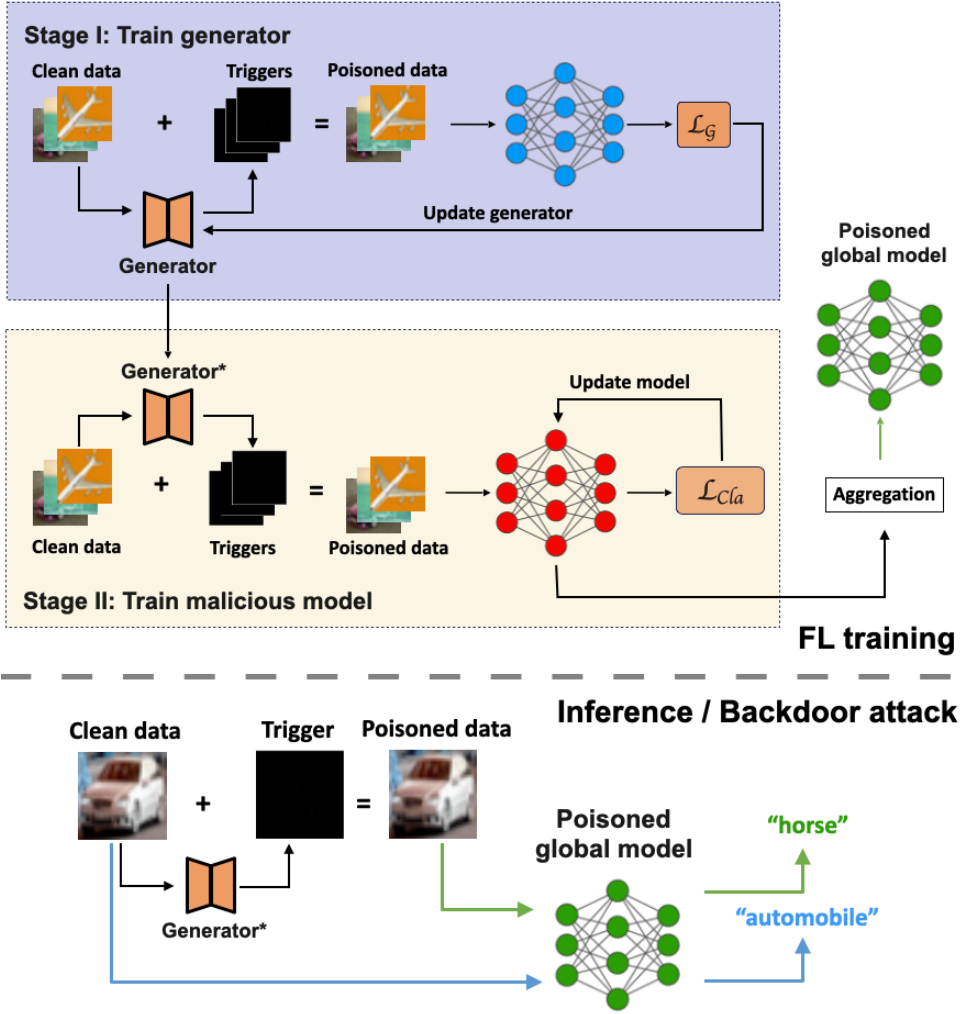 Stage I: Train generator
Clean data
Triggers
Poisoned data
+
=
ℒ_𝒢
Update generator
Generator
Poisoned
global model
Generator*
Update model
+
=
ℒ_𝒞𝓁𝒶
Aggregation
Clean data
Triggers
Poisoned data
Stage II: Train malicious model
FL training
Inference / Backdoor attack
Clean data
Trigger
Poisoned data
+
=
Poisoned
global model
"horse"
"automobile"
Generator*